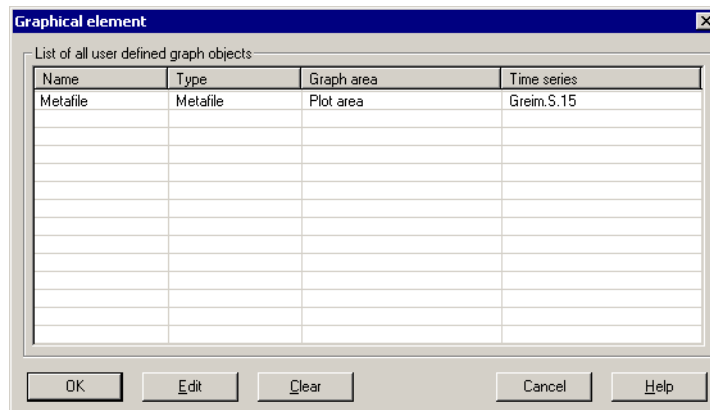 Graphical element
List of all user defined graph objects
Name Type Graph area Time series
Metafile Metafile Plot area Greim.S.15
OK Edit Clear Cancel Help